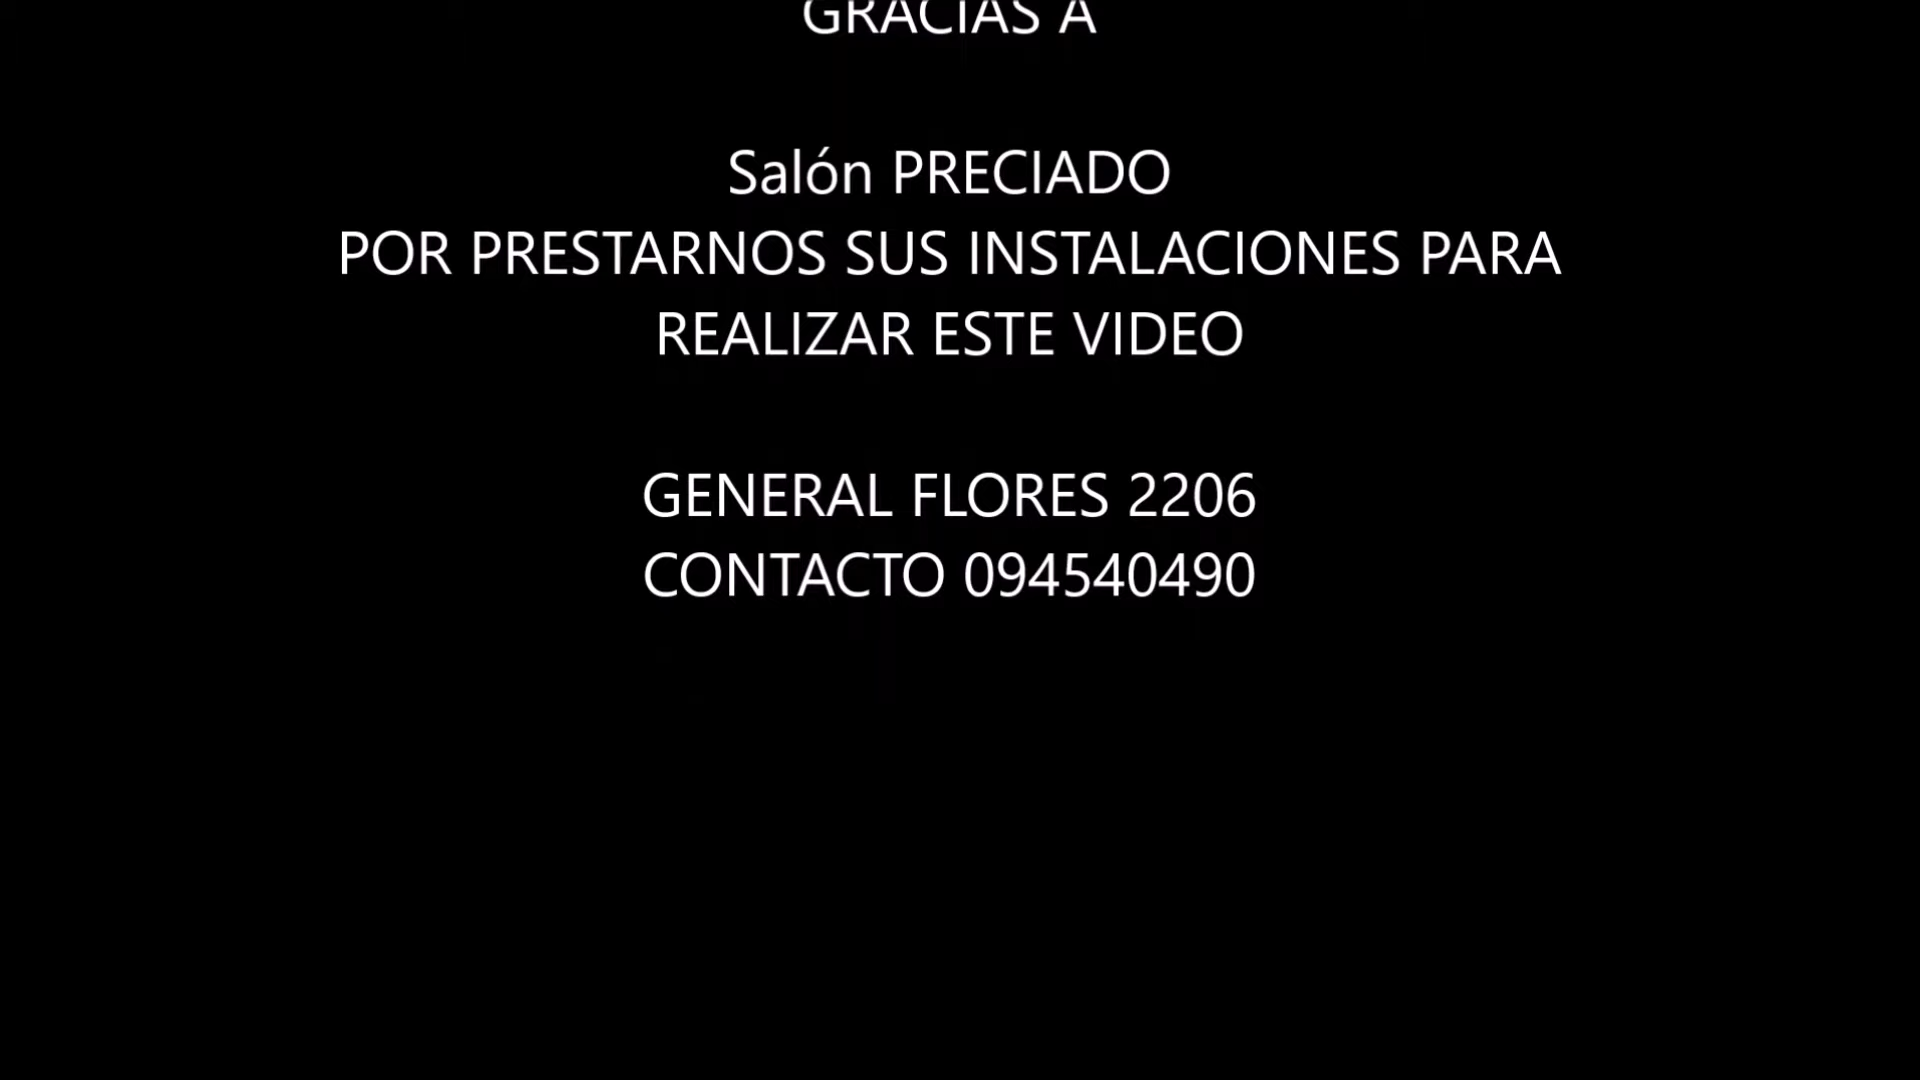 GRACIAS A
Salón PRECIADO
POR PRESTARNOS SUS INSTALACIONES PARA
REALIZAR ESTE VIDEO
GENERAL FLORES 2206
CONTACTO 094540490